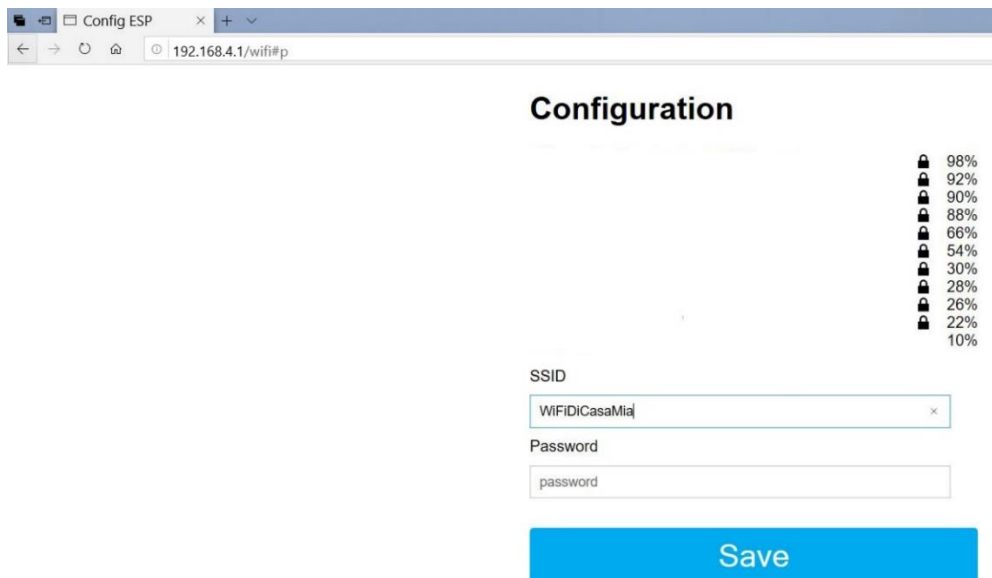 Config ESP
192.168.4.1/wifi#p
Configuration
98%
92%
90%
88%
66%
54%
30%
28%
26%
22%
10%
SSID
WiFiDiCasaMia
Password
password
Save